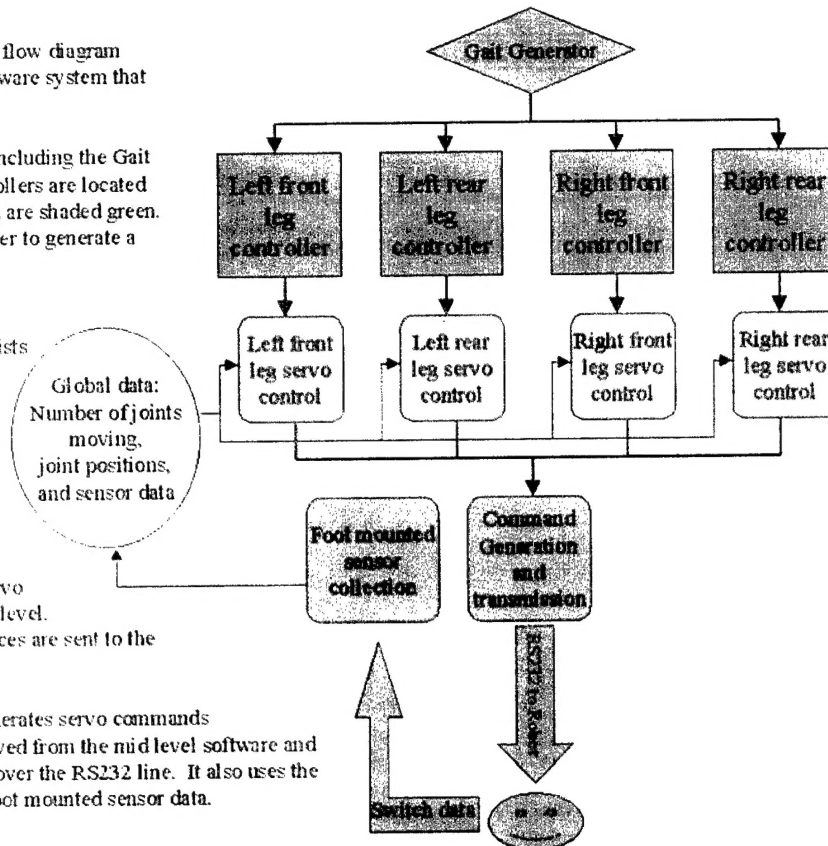 flow diagram
ware system that
ncluding the Gait
ollers are located
are shaded green.
er to generate a
ists
vo
level.
ces are sent to the
nerates servo commands
ved from the mid level software and
over the RS232 line. It also uses the
oot mounted sensor data.
Gait Generator
Left front
leg
controller
Left rear
leg
controller
Right front
leg
controller
Right rear
leg
controller
Left front
leg servo
control
Left rear
leg servo
control
Right front
leg servo
control
Right rear
leg servo
control
Global data:
Number of joints
moving,
joint positions,
and sensor data
Foot mounted
sensor
collection
Command
Generation
and
transmission
RS232 to Robot
Switch data